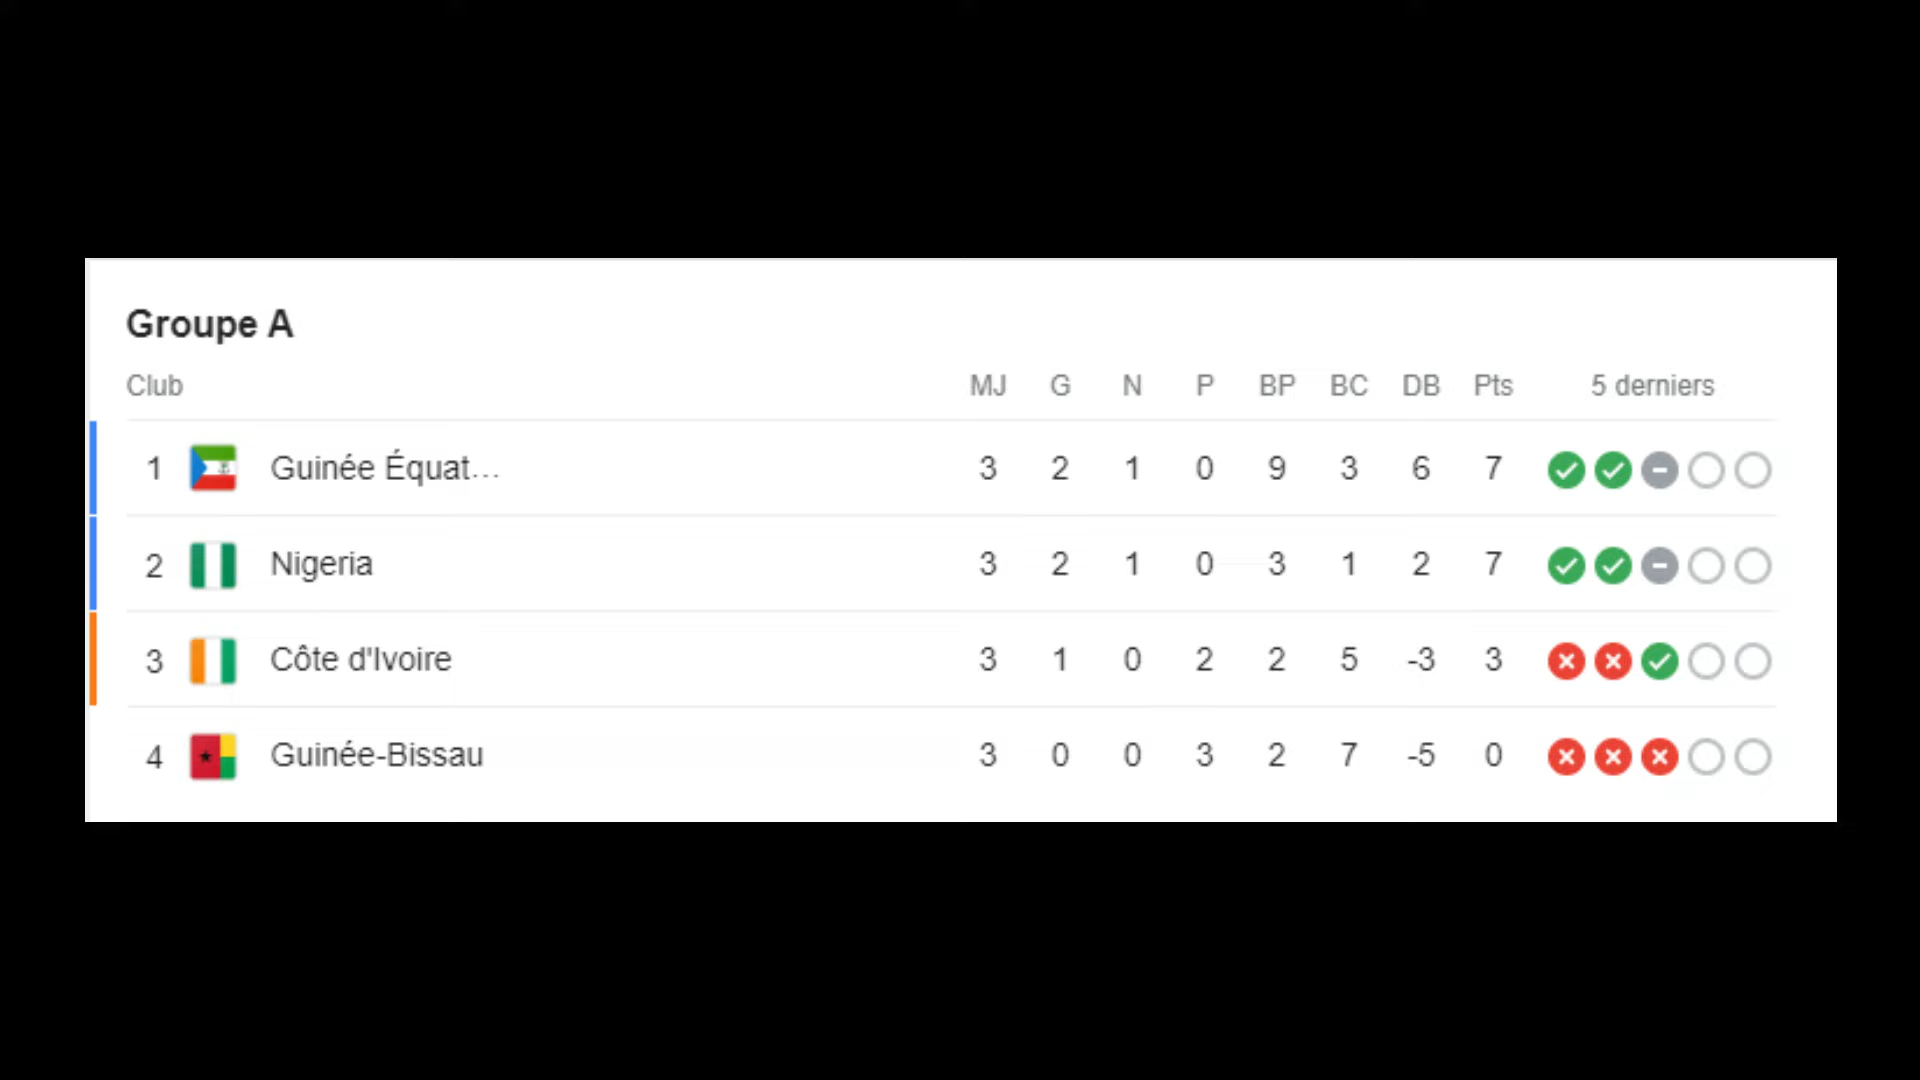 Groupe A
Club MJ G N P BP BC DB Pts 5 derniers
1 Guinée Équat... 3 2 1 0 9 3 6 7
2 Nigeria 3 2 1 0 3 1 2 7
3 Côte d'Ivoire 3 1 0 2 2 5 -3 3
4 Guinée-Bissau 3 0 0 3 2 7 -5 0